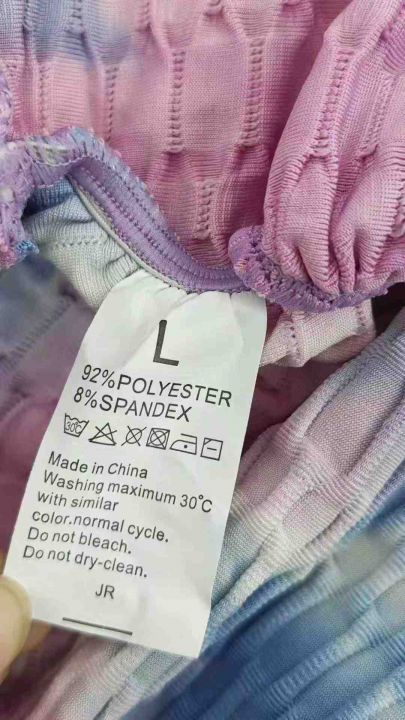 L
92%POLYESTER
8%SPANDEX
30°C
Made in China
Washing maximum 30°C
with similar
color.normal cycle.
Do not bleach.
Do not dry-clean.
JR